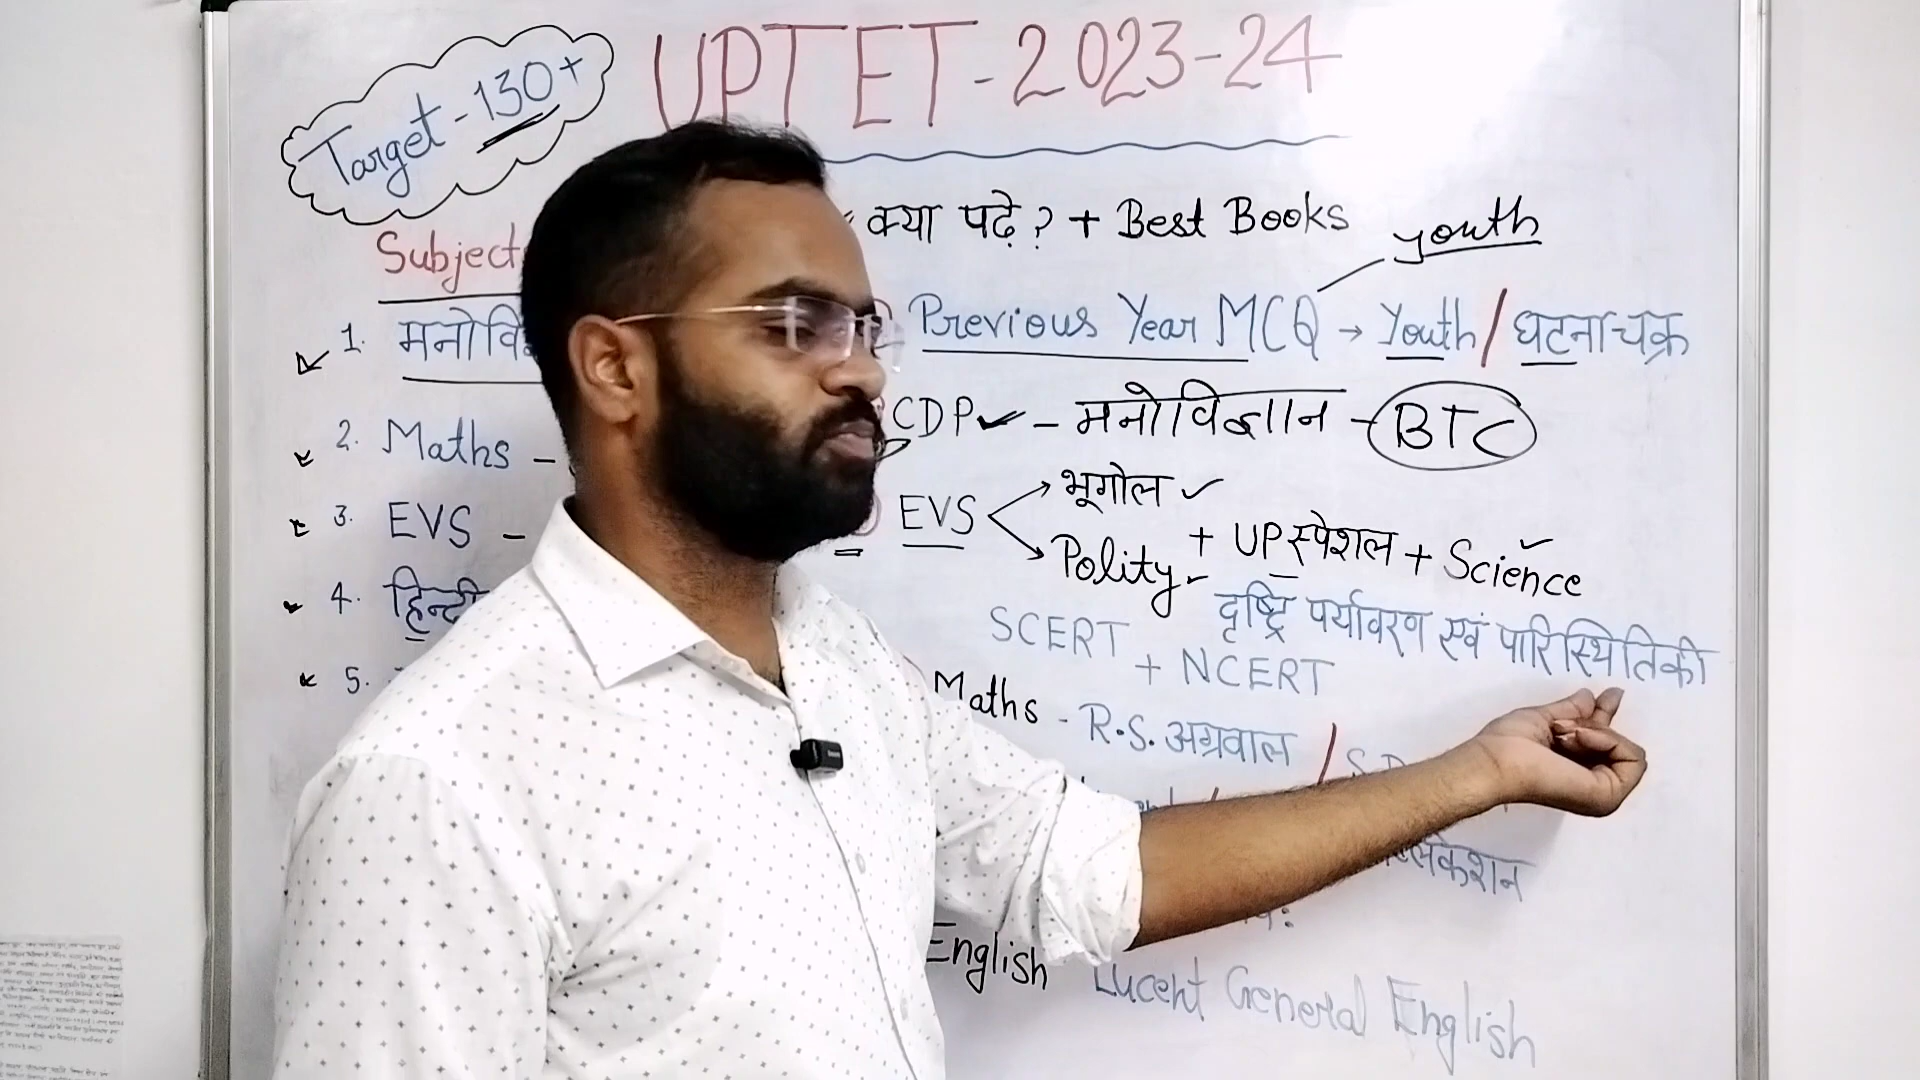 Target - 130+
UPTET - 2023-24
क्या पढ़े ? + Best Books
youth
Subject
Previous Year MCQ → Youth / घटनाचक्र
1. मनोवि
CDP ✓ - मनोविज्ञान - BTC
2. Maths -
भूगोल ✓
3. EVS -
EVS
Polity ✓ + UP स्पेशल + Science ✓
4. हिन्दी
SCERT + NCERT
दृष्टि पर्यावरण एवं पारिस्थितिकी
5.
Maths - R.S. अग्रवाल /
English Lucent General English